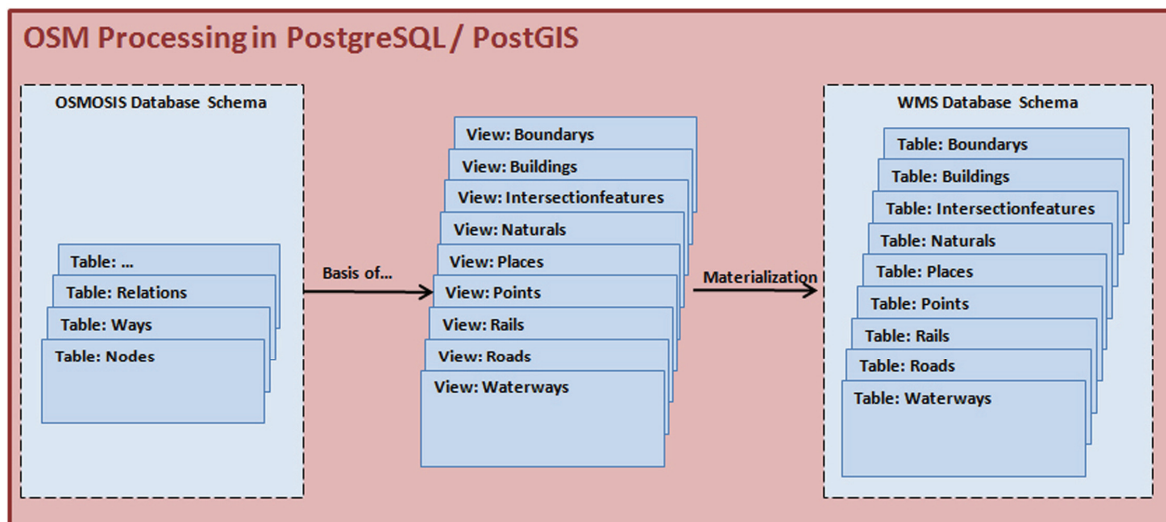 OSM Processing in PostgreSQL / PostGIS
OSMOSIS Database Schema
Table: ...
Table: Relations
Table: Ways
Table: Nodes
Basis of...
View: Boundarys
View: Buildings
View: Intersectionfeatures
View: Naturals
View: Places
View: Points
View: Rails
View: Roads
View: Waterways
Materialization
WMS Database Schema
Table: Boundarys
Table: Buildings
Table: Intersectionfeatures
Table: Naturals
Table: Places
Table: Points
Table: Rails
Table: Roads
Table: Waterways